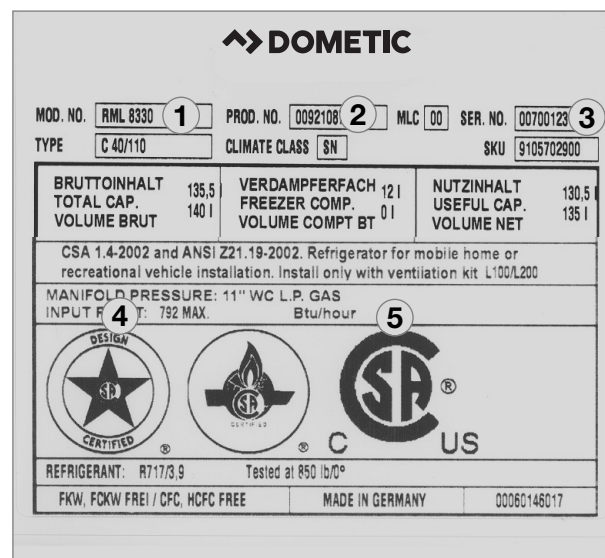 DOMETIC
MOD. NO. RML 8330 1 PROD. NO. 0092108 2 MLC 00 SER. NO. 00700123 3
TYPE C 40/110 CLIMATE CLASS SN SKU 9105702900
BRUTTOINHALT 135,5 l VERDAMPFERFACH 12 l NUTZINHALT 130,5 l
TOTAL CAP. 140 l FREEZER COMP. 0 l USEFUL CAP. 135 l
VOLUME BRUT VOLUME COMPT BT VOLUME NET
CSA 1.4-2002 and ANSI Z21.19-2002. Refrigerator for mobile home or
recreational vehicle installation. Install only with ventilation kit L100/L200
MANIFOLD PRESSURE: 11" WC L.P. GAS
INPUT T: 792 MAX. Btu/hour
4 5
DESIGN
SA
CERTIFIED ®
SA
CERTIFIED
®
CSA ®
C US
REFRIGERANT: R717/3,9 Tested at 850 lb/0°
FKW, FCKW FREI / CFC, HCFC FREE MADE IN GERMANY 00060146017